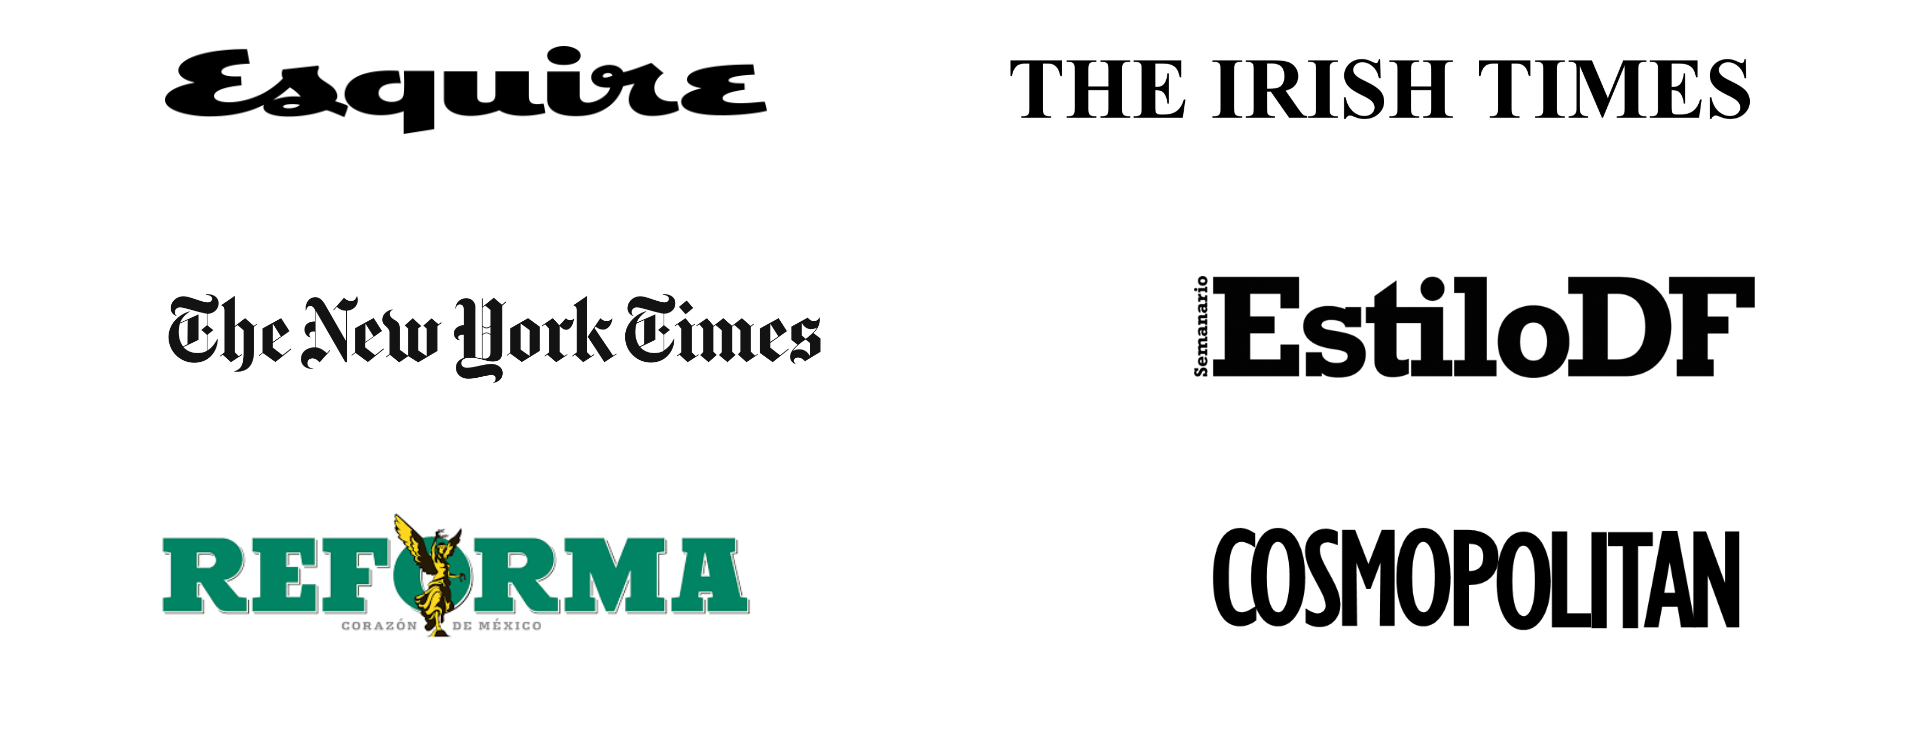 Esquire
THE IRISH TIMES
The New York Times
Semanario
EstiloDF
REFORMA
CORAZÓN DE MÉXICO
COSMOPOLITAN